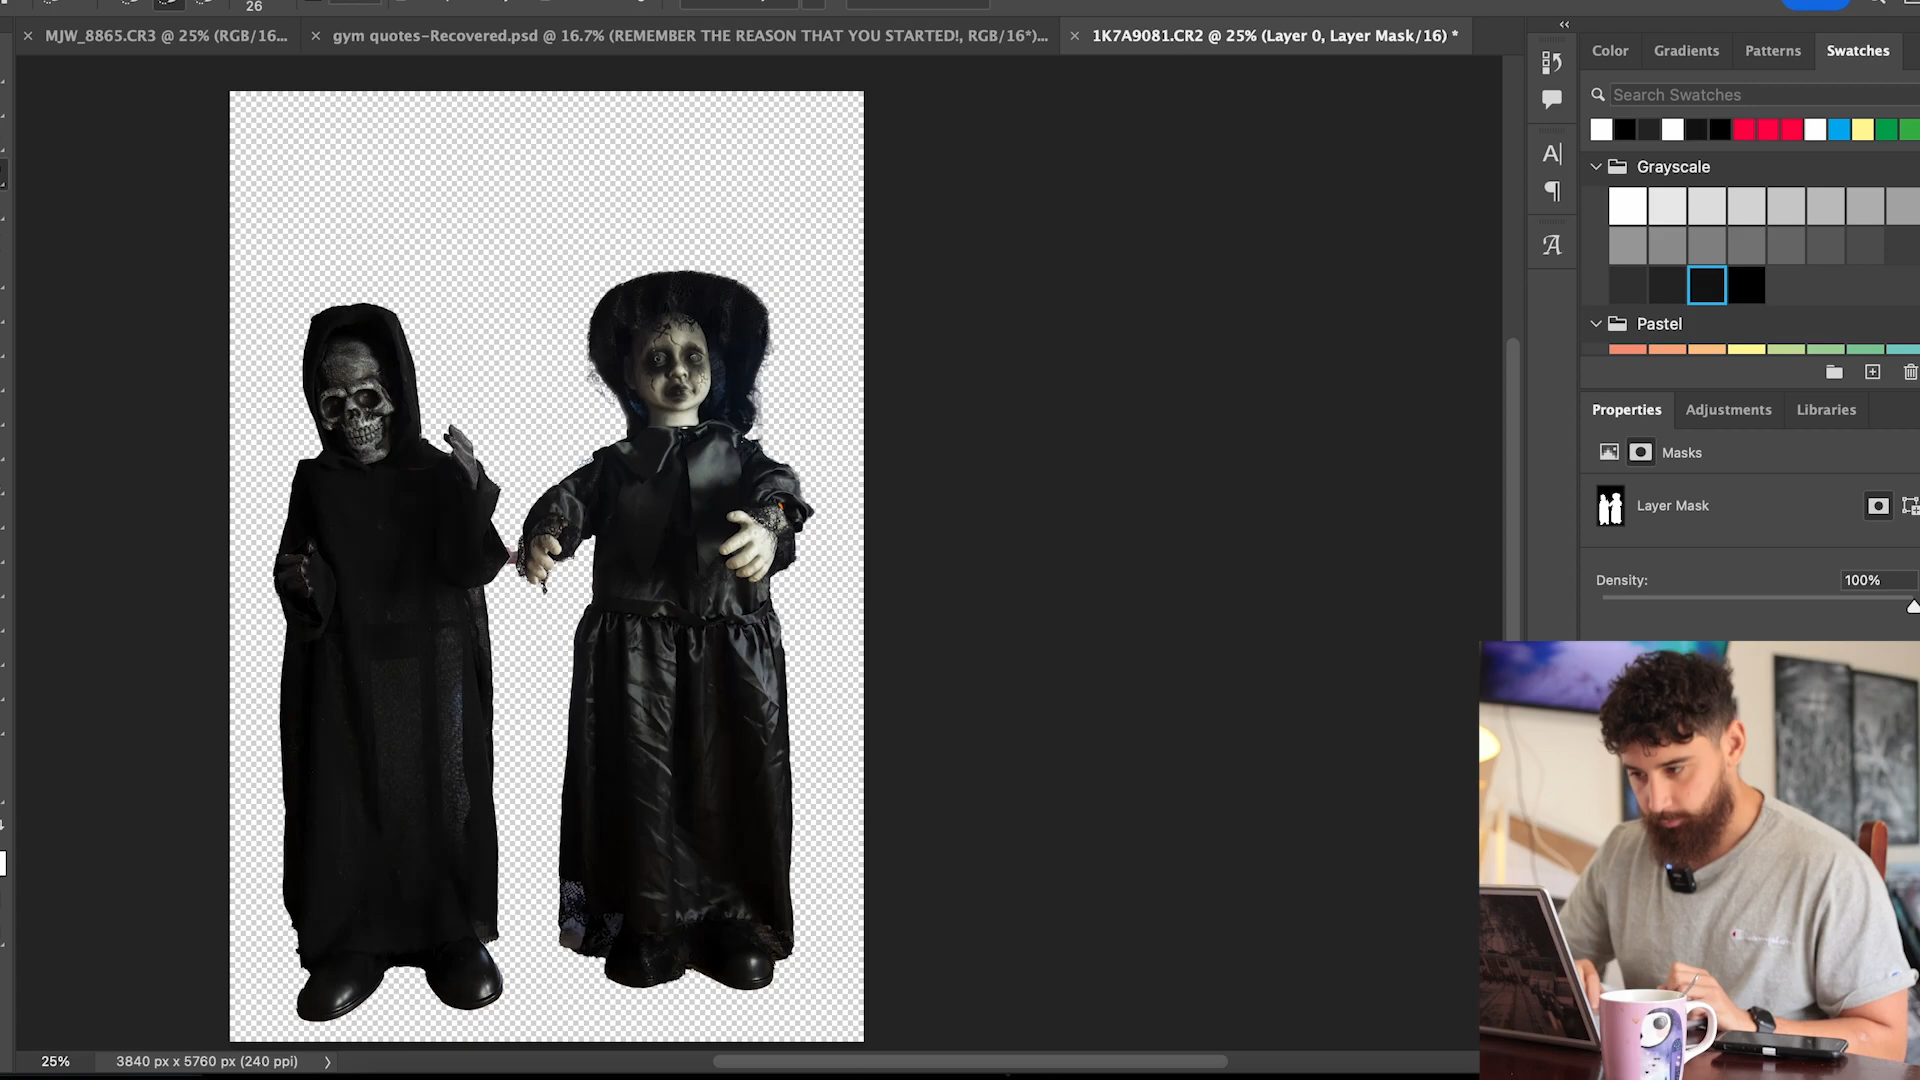 26
MJW_8865.CR3 @ 25% (RGB/16...
gym quotes-Recovered.psd @ 16.7% (REMEMBER THE REASON THAT YOU STARTED!, RGB/16*)...
1K7A9081.CR2 @ 25% (Layer 0, Layer Mask/16) *
Color
Gradients
Patterns
Swatches
Search Swatches
Grayscale
Pastel
Properties
Adjustments
Libraries
Masks
Layer Mask
Density:
100%
25%
3840 px x 5760 px (240 ppi)